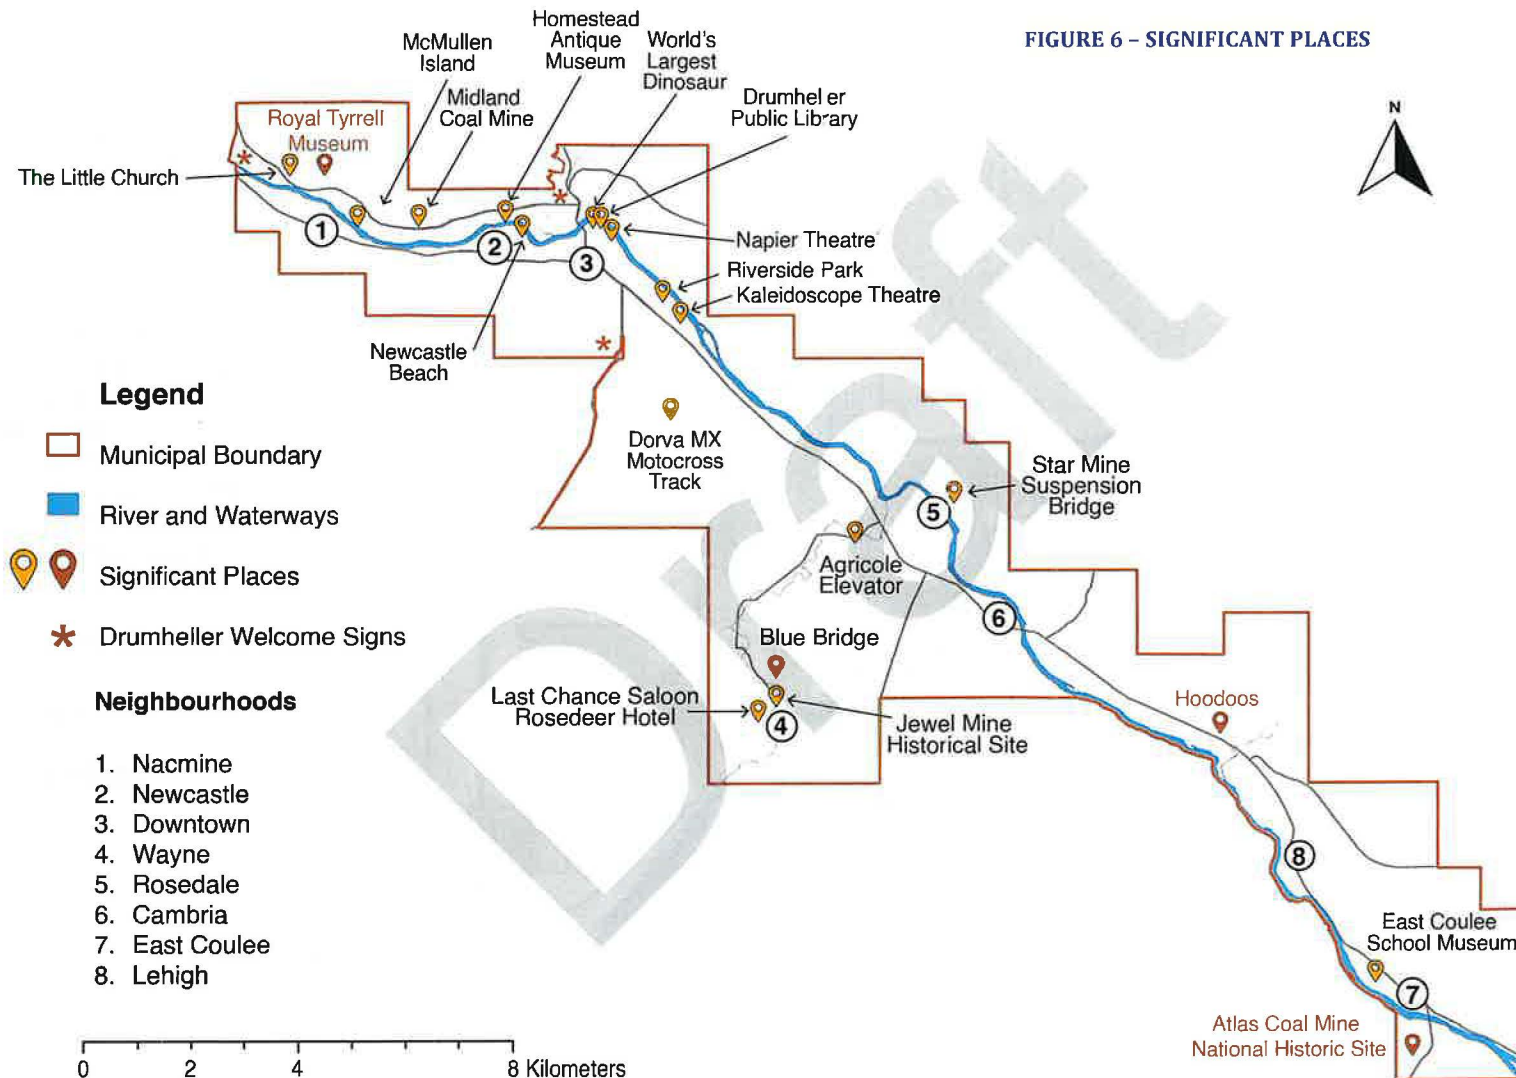 FIGURE 6 – SIGNIFICANT PLACES
Homestead
Antique
Museum
McMullen
Island
World's
Largest
Dinosaur
Midland
Coal Mine
Drumhel er
Public Library
Royal Tyrrell
Museum
N
The Little Church
1
2
3
Napier Theatre
Riverside Park
Kaleidoscope Theatre
Newcastle
Beach
Dorva MX
Motocross
Track
Star Mine
Suspension
Bridge
5
Agricole
Elevator
6
Blue Bridge
Last Chance Saloon
Rosedeer Hotel
4
Jewel Mine
Historical Site
Hoodoos
8
East Coulee
School Museum
7
Atlas Coal Mine
National Historic Site
Draft
Legend
Municipal Boundary
River and Waterways
Significant Places
Drumheller Welcome Signs
Neighbourhoods
1. Nacmine
2. Newcastle
3. Downtown
4. Wayne
5. Rosedale
6. Cambria
7. East Coulee
8. Lehigh
0 2 4 8 Kilometers